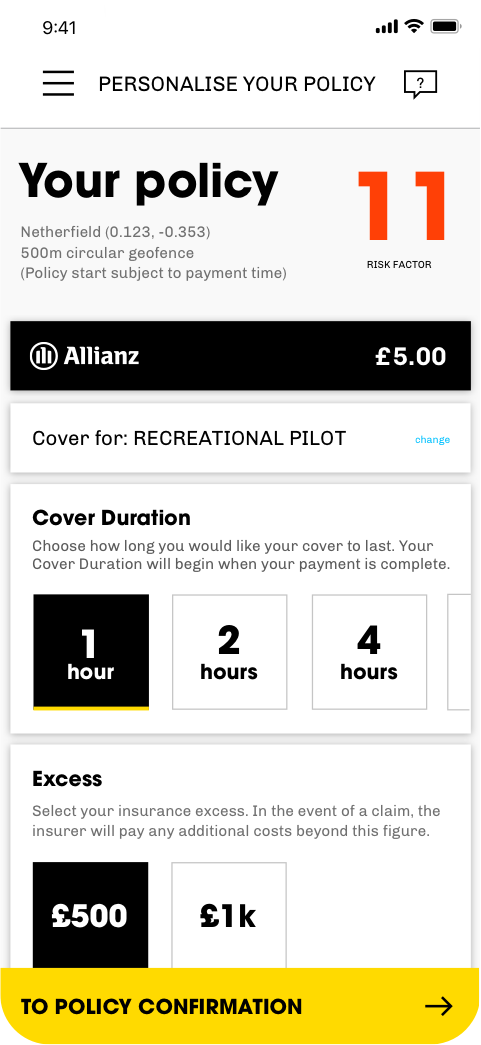 9:41
PERSONALISE YOUR POLICY
?
Your policy
11
Netherfield (0.123, -0.353)
500m circular geofence
(Policy start subject to payment time)
RISK FACTOR
Allianz
£5.00
Cover for: RECREATIONAL PILOT
change
Cover Duration
Choose how long you would like your cover to last. Your
Cover Duration will begin when your payment is complete.
1
hour
2
hours
4
hours
Excess
Select your insurance excess. In the event of a claim, the
insurer will pay any additional costs beyond this figure.
£500
£1k
TO POLICY CONFIRMATION